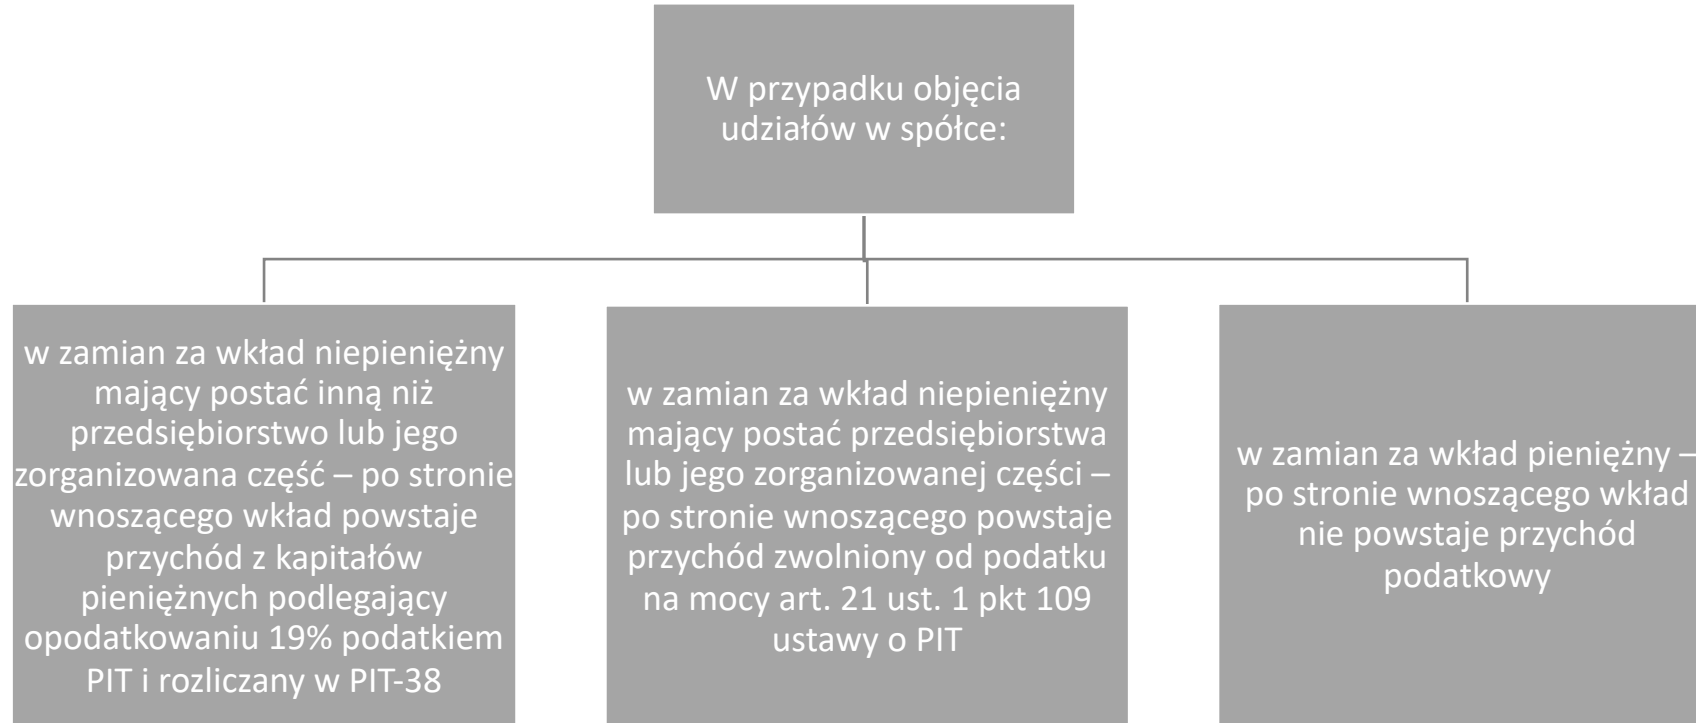 W przypadku objęcia
udziałów w spółce:
w zamian za wkład niepieniężny
mający postać inną niż
przedsiębiorstwo lub jego
zorganizowana część – po stronie
wnoszącego wkład powstaje
przychód z kapitałów
pieniężnych podlegający
opodatkowaniu 19% podatkiem
PIT i rozliczany w PIT-38
w zamian za wkład niepieniężny
mający postać przedsiębiorstwa
lub jego zorganizowanej części –
po stronie wnoszącego powstaje
przychód zwolniony od podatku
na mocy art. 21 ust. 1 pkt 109
ustawy o PIT
w zamian za wkład pieniężny –
po stronie wnoszącego wkład
nie powstaje przychód
podatkowy